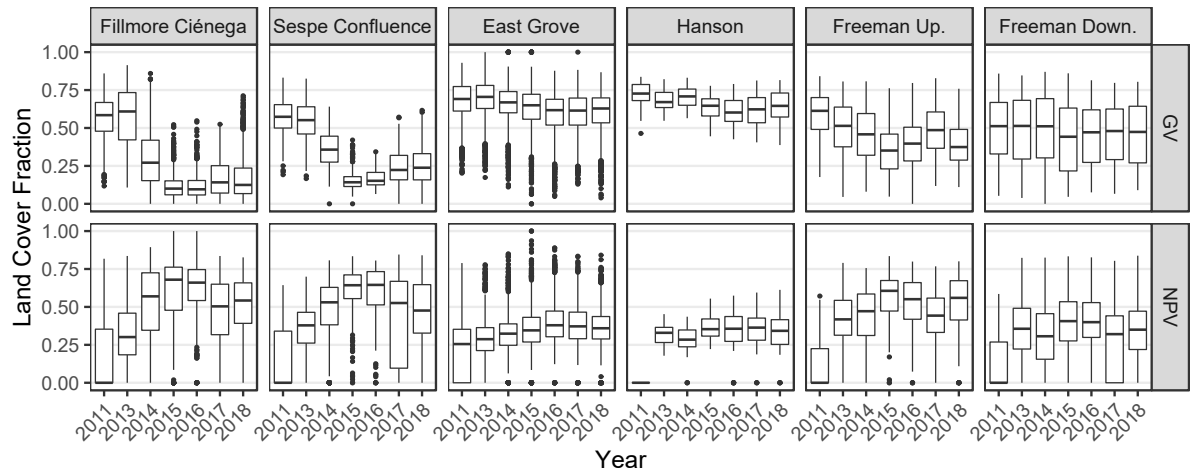 Fillmore Ciénega Sespe Confluence East Grove Hanson Freeman Up. Freeman Down.
Land Cover Fraction
1.00
0.75
0.50
0.25
0.00
GV
1.00
0.75
0.50
0.25
0.00
NPV
2011 2013 2014 2015 2016 2017 2018 2011 2013 2014 2015 2016 2017 2018 2011 2013 2014 2015 2016 2017 2018 2011 2013 2014 2015 2016 2017 2018 2011 2013 2014 2015 2016 2017 2018 2011 2013 2014 2015 2016 2017 2018
Year